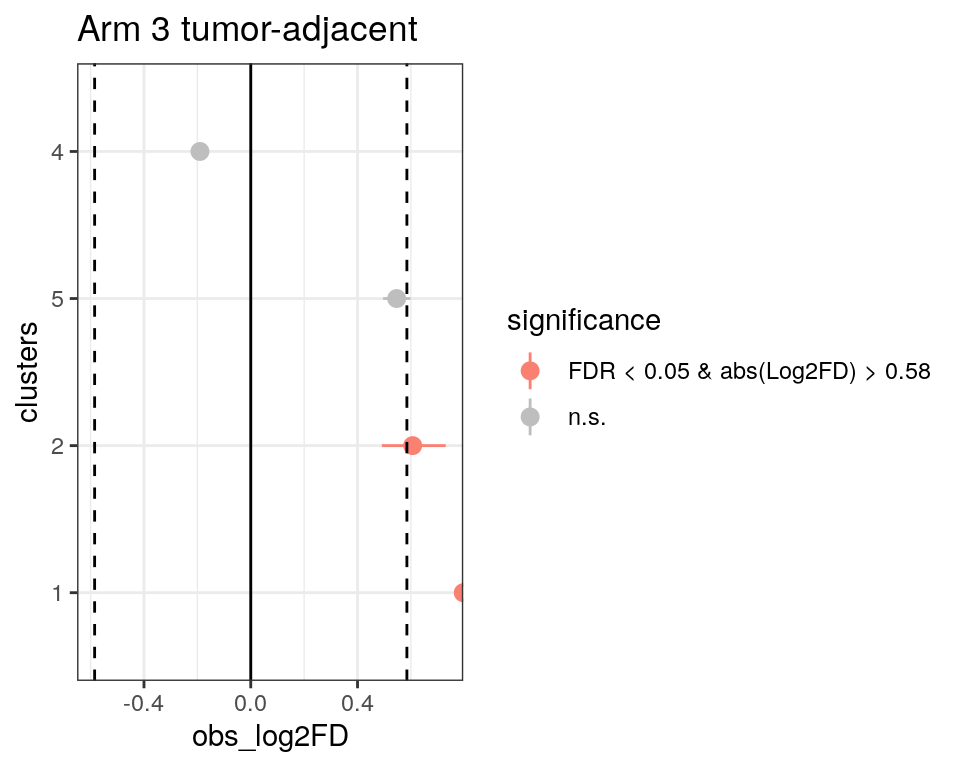 Arm 3 tumor-adjacent
clusters
4
5
2
1
-0.4
0.0
0.4
obs_log2FD
significance
FDR < 0.05 & abs(Log2FD) > 0.58
n.s.